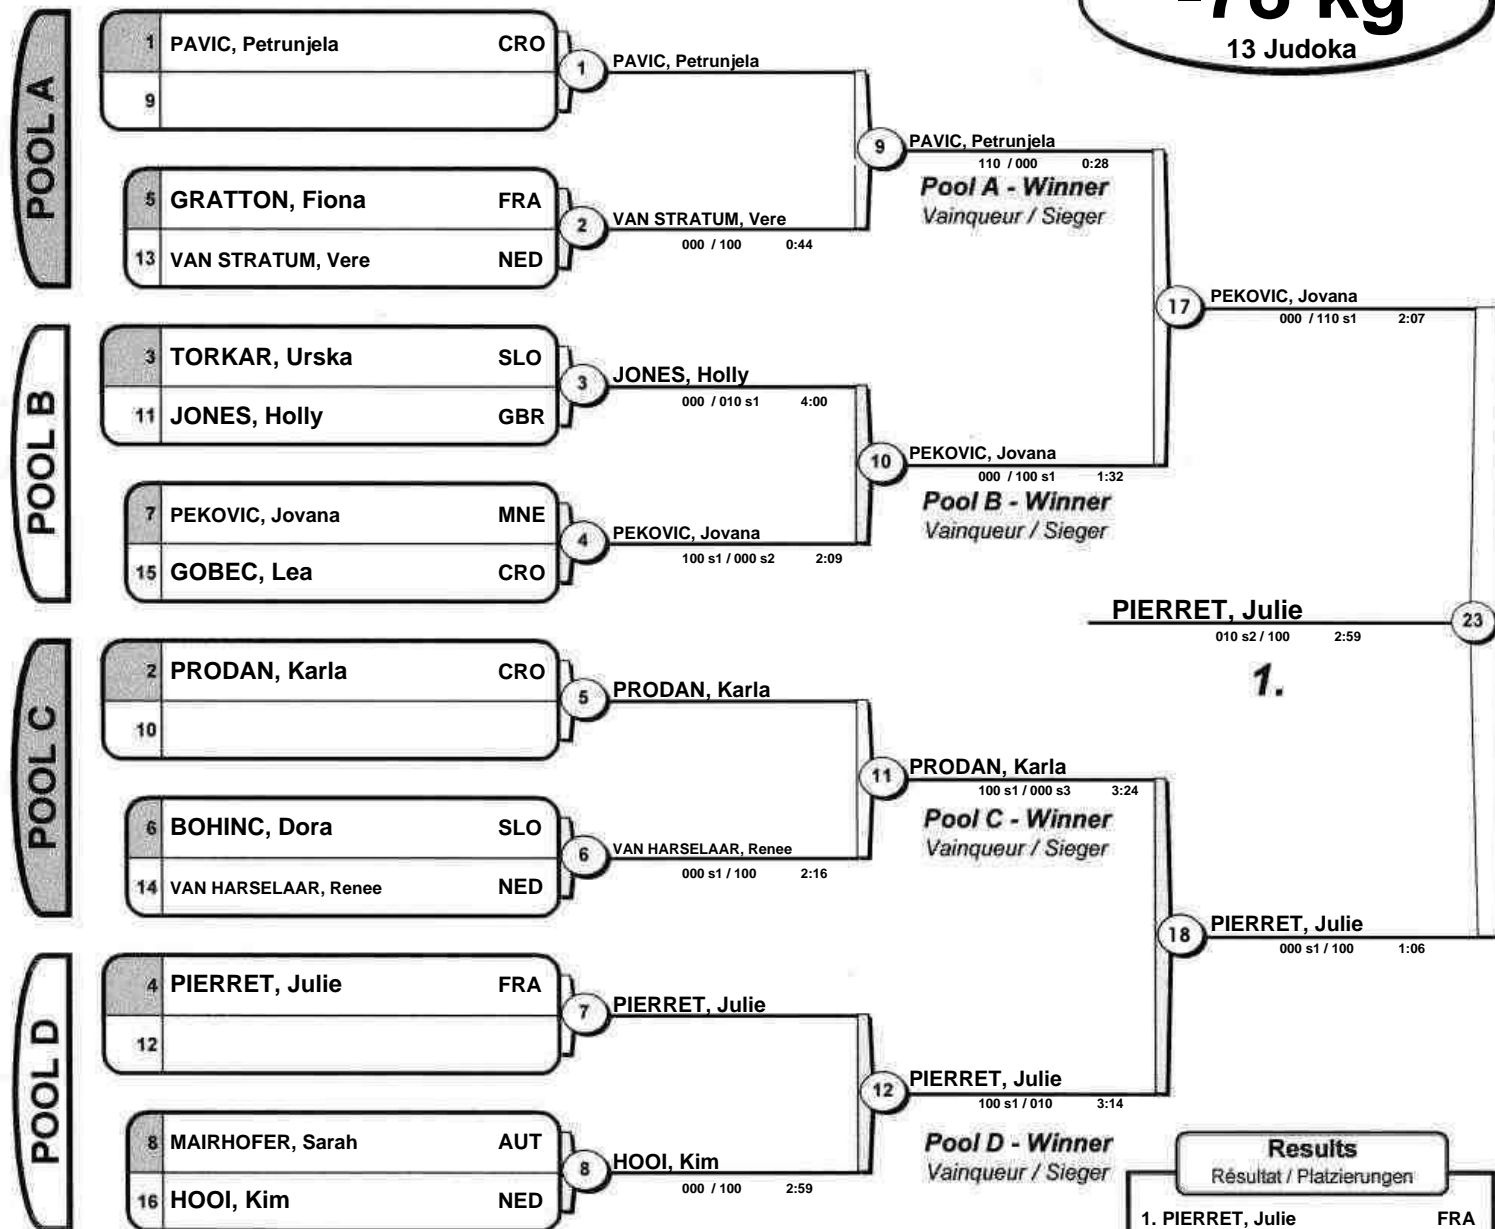 -78 kg
13 Judoka
POOL A
1 PAVIC, Petrunjela CRO
9
1 PAVIC, Petrunjela
5 GRATTON, Fiona FRA
13 VAN STRATUM, Vere NED
2 VAN STRATUM, Vere
000 / 100 0:44
9 PAVIC, Petrunjela
110 / 000 0:28
Pool A - Winner
Vainqueur / Sieger
POOL B
3 TORKAR, Urska SLO
11 JONES, Holly GBR
3 JONES, Holly
000 / 010 s1 4:00
7 PEKOVIC, Jovana MNE
15 GOBEC, Lea CRO
4 PEKOVIC, Jovana
100 s1 / 000 s2 2:09
10 PEKOVIC, Jovana
000 / 100 s1 1:32
Pool B - Winner
Vainqueur / Sieger
17 PEKOVIC, Jovana
000 / 110 s1 2:07
PIERRET, Julie 23
010 s2 / 100 2:59
1.
POOL C
2 PRODAN, Karla CRO
10
5 PRODAN, Karla
6 BOHINC, Dora SLO
14 VAN HARSELAAR, Renee NED
6 VAN HARSELAAR, Renee
000 s1 / 100 2:16
11 PRODAN, Karla
100 s1 / 000 s3 3:24
Pool C - Winner
Vainqueur / Sieger
18 PIERRET, Julie
000 s1 / 100 1:06
POOL D
4 PIERRET, Julie FRA
12
7 PIERRET, Julie
8 MAIRHOFER, Sarah AUT
16 HOOI, Kim NED
8 HOOI, Kim
000 / 100 2:59
12 PIERRET, Julie
100 s1 / 010 3:14
Pool D - Winner
Vainqueur / Sieger
Results
Résultat / Platzierungen
1. PIERRET, Julie FRA